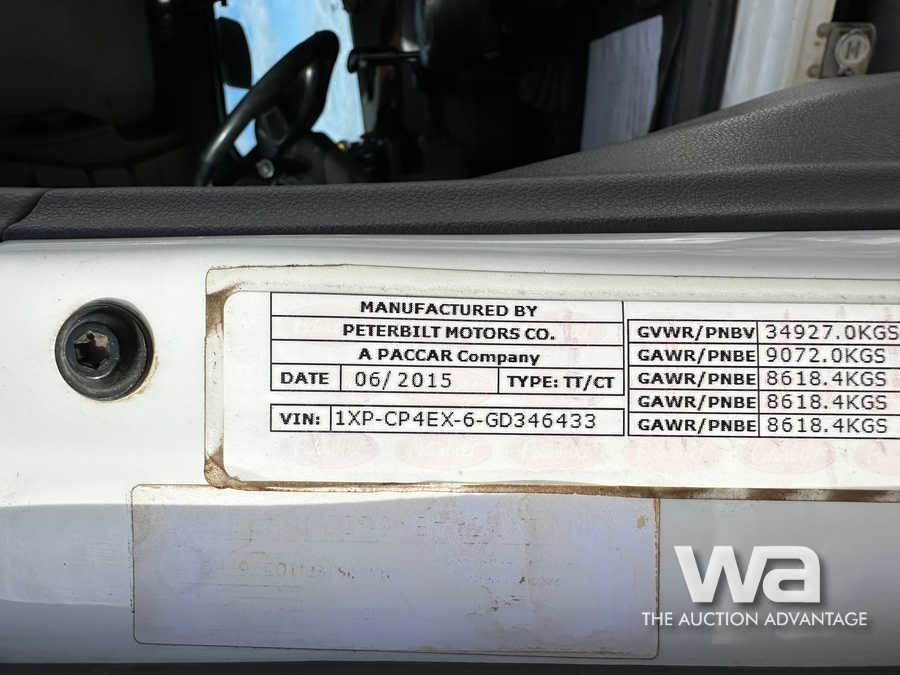 MANUFACTURED BY
PETERBILT MOTORS CO.
A PACCAR Company
DATE 06/2015 TYPE: TT/CT
VIN: 1XP-CP4EX-6-GD346433
GVWR/PNBV 34927.0KGS
GAWR/PNBE 9072.0KGS
GAWR/PNBE 8618.4KGS
GAWR/PNBE 8618.4KGS
GAWR/PNBE 8618.4KGS
H
wa
THE AUCTION ADVANTAGE